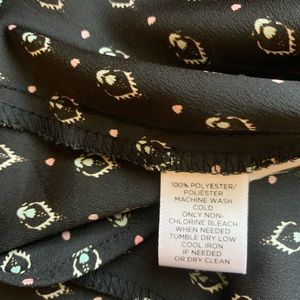 100% POLYESTER/
POLIÉSTER
MACHINE WASH
COLD
ONLY NON-
CHLORINE BLEACH
WHEN NEEDED
TUMBLE DRY LOW
COOL IRON
IF NEEDED
OR DRY CLEAN